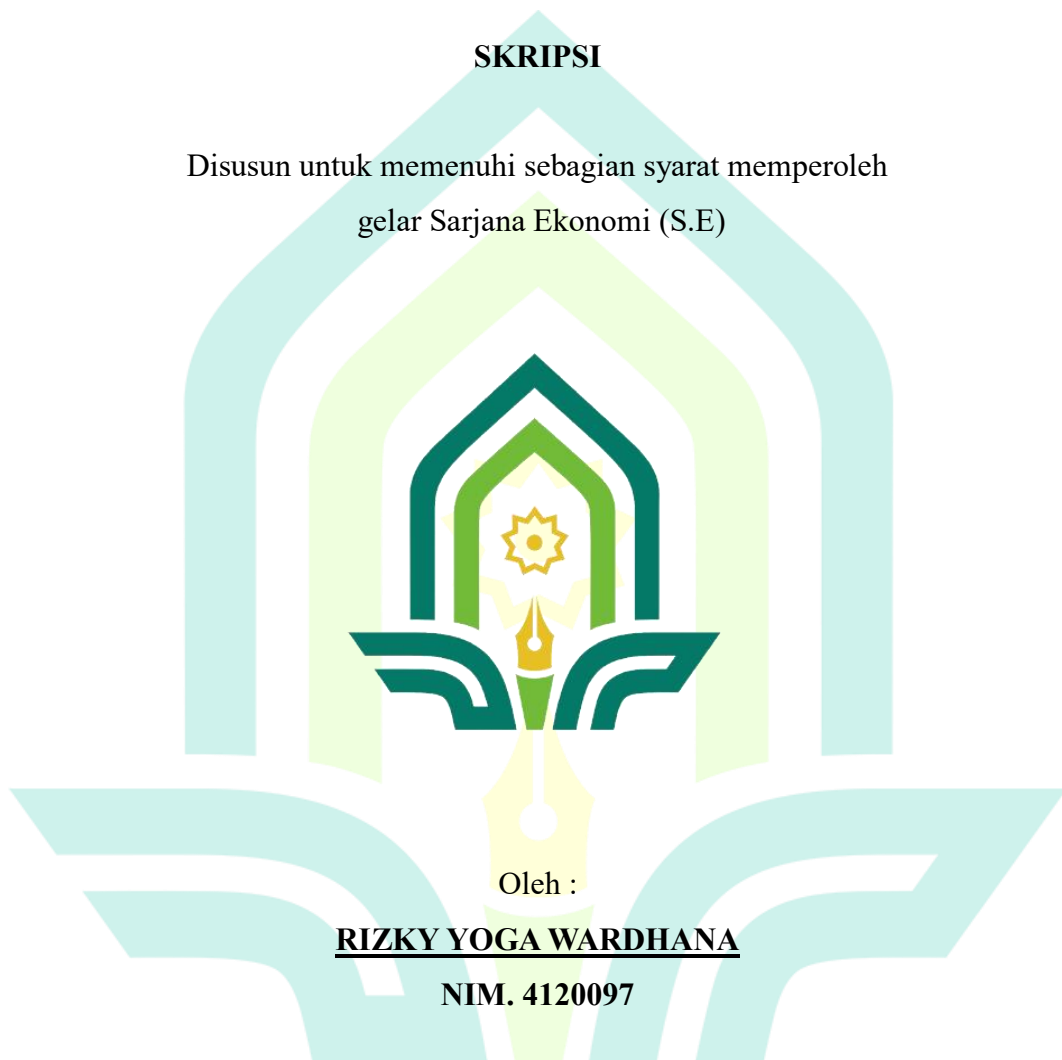 SKRIPSI
Disusun untuk memenuhi sebagian syarat memperoleh
gelar Sarjana Ekonomi (S.E)
Oleh :
RIZKY YOGA WARDHANA
NIM. 4120097